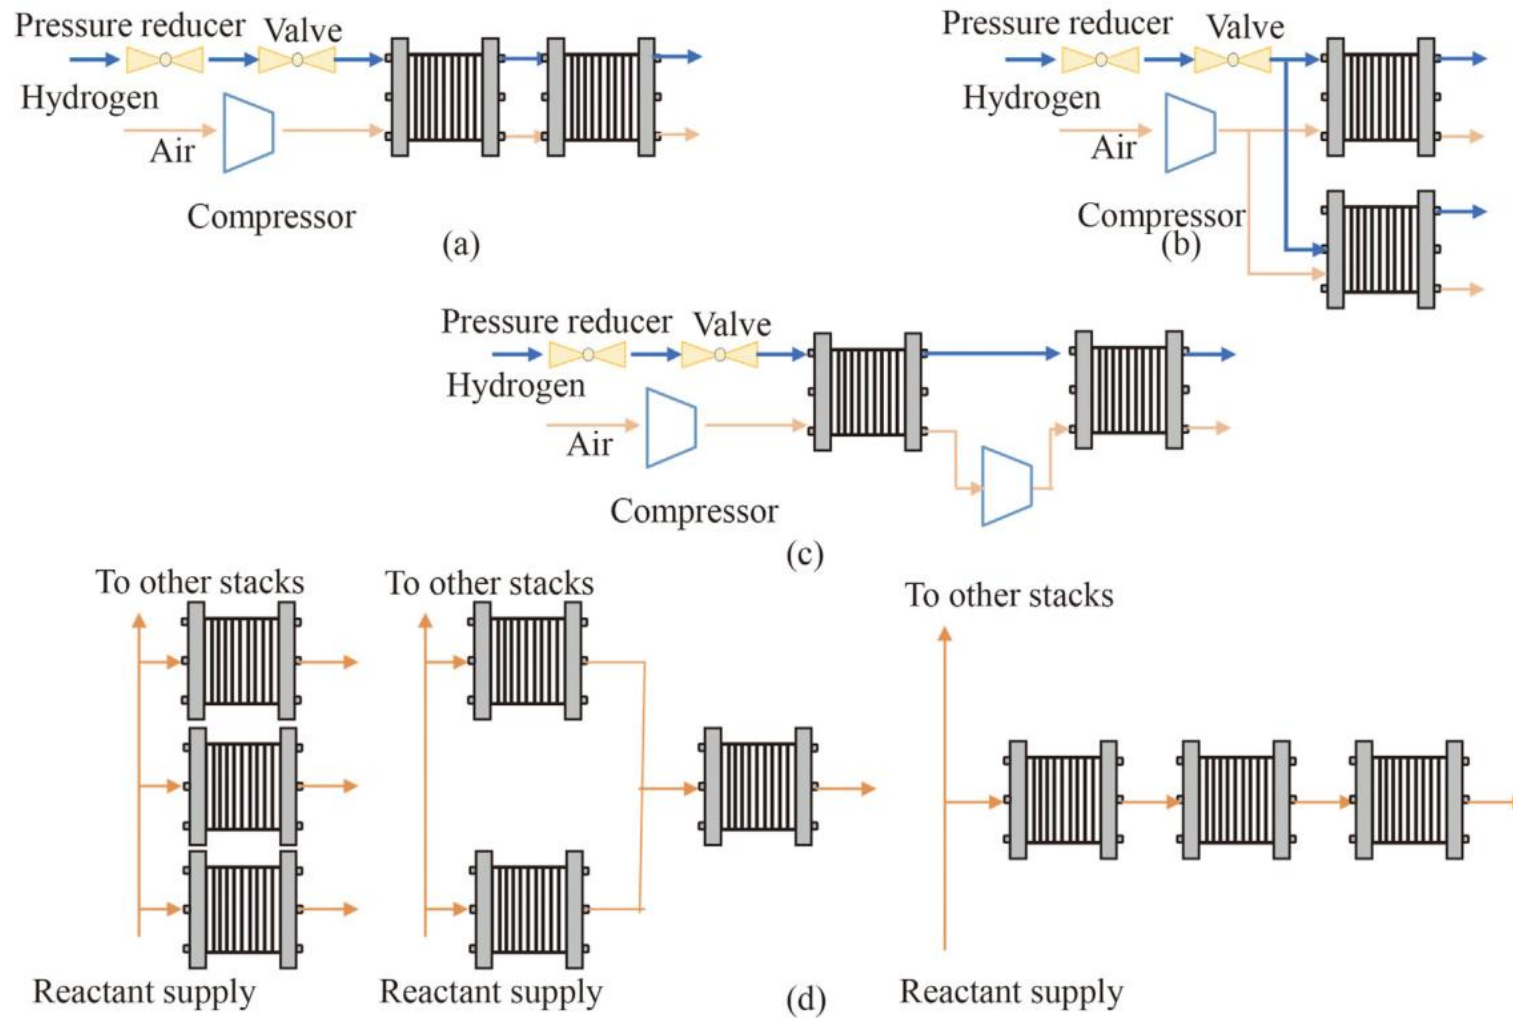 Pressure reducer
Valve
Hydrogen
Air
Compressor
(a)
Pressure reducer
Valve
Hydrogen
Air
Compressor
(b)
Pressure reducer
Valve
Hydrogen
Air
Compressor
(c)
To other stacks
To other stacks
To other stacks
Reactant supply
Reactant supply
(d)
Reactant supply